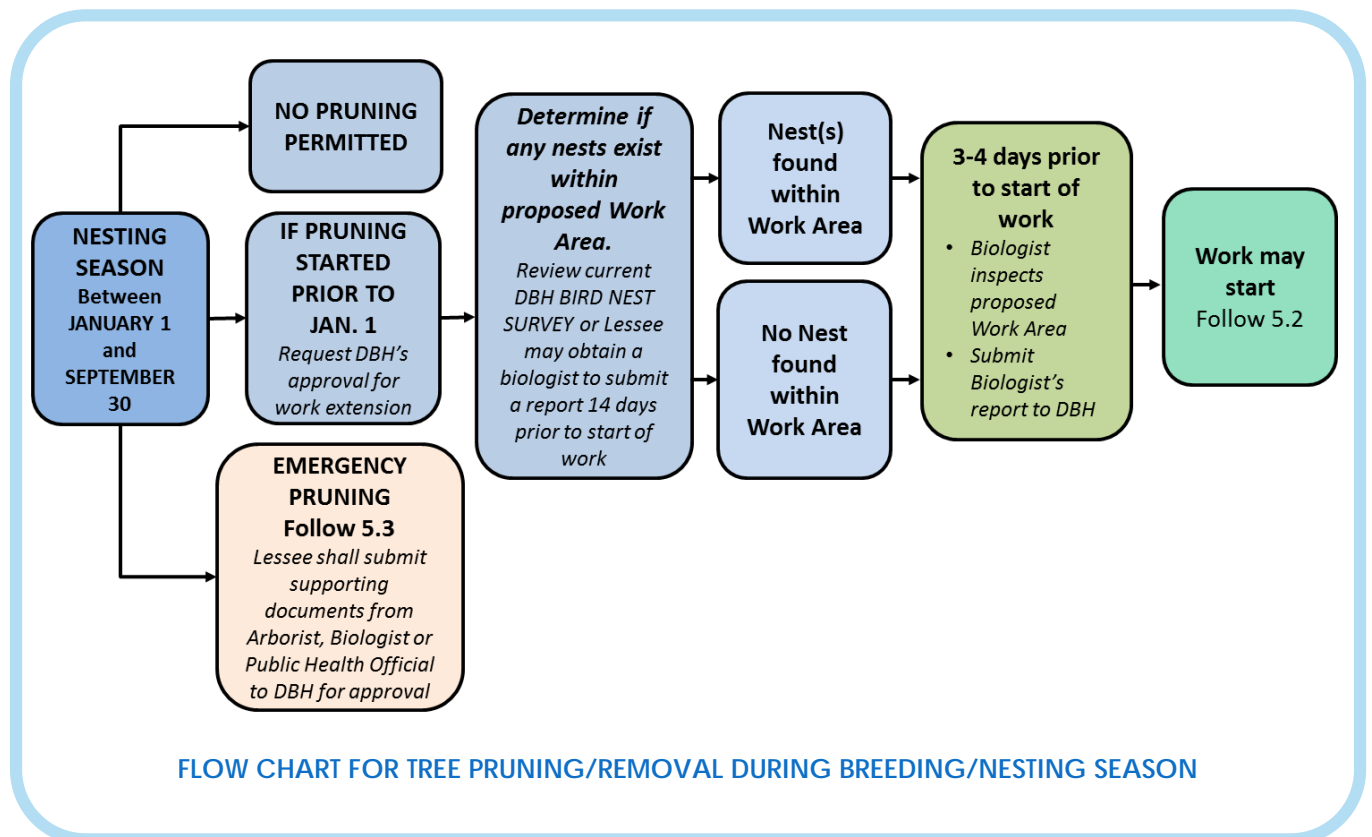 NO PRUNING
PERMITTED
NESTING
SEASON
Between
JANUARY 1
and
SEPTEMBER
30
IF PRUNING
STARTED
PRIOR TO
JAN. 1
Request DBH's
approval for
work extension
EMERGENCY
PRUNING
Follow 5.3
Lessee shall submit
supporting
documents from
Arborist, Biologist or
Public Health Official
to DBH for approval
Determine if
any nests exist
within
proposed Work
Area.
Review current
DBH BIRD NEST
SURVEY or Lessee
may obtain a
biologist to submit
a report 14 days
prior to start of
work
Nest(s)
found
within
Work Area
No Nest
found
within
Work Area
3-4 days prior
to start of
work
• Biologist
inspects
proposed
Work Area
• Submit
Biologist's
report to DBH
Work may
start
Follow 5.2
FLOW CHART FOR TREE PRUNING/REMOVAL DURING BREEDING/NESTING SEASON